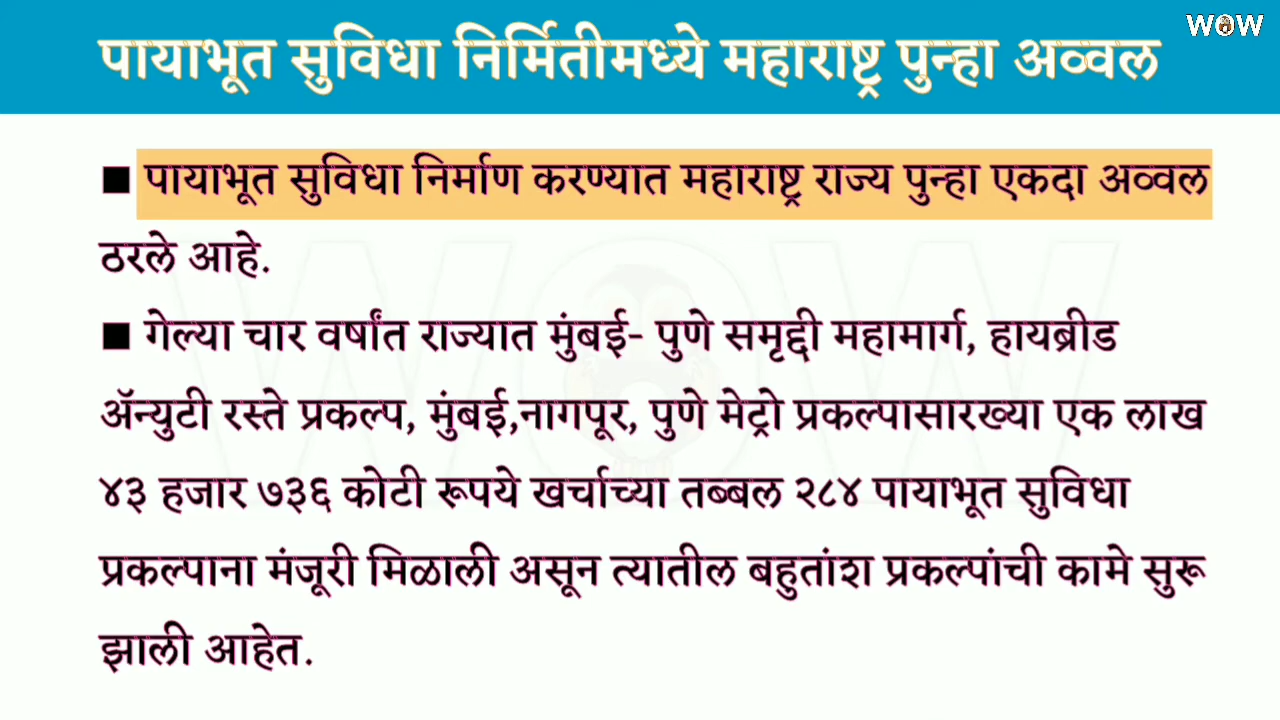 WOW
पायाभूत सुविधा निर्मितीमध्ये महाराष्ट्र पुन्हा अव्वल
■ पायाभूत सुविधा निर्माण करण्यात महाराष्ट्र राज्य पुन्हा एकदा अव्वल
ठरले आहे.
■ गेल्या चार वर्षांत राज्यात मुंबई- पुणे समृद्दी महामार्ग, हायब्रीड
ॲन्युटी रस्ते प्रकल्प, मुंबई,नागपूर, पुणे मेट्रो प्रकल्पासारख्या एक लाख
४३ हजार ७३६ कोटी रूपये खर्चाच्या तब्बल २८४ पायाभूत सुविधा
प्रकल्पाना मंजूरी मिळाली असून त्यातील बहुतांश प्रकल्पांची कामे सुरू
झाली आहेत.